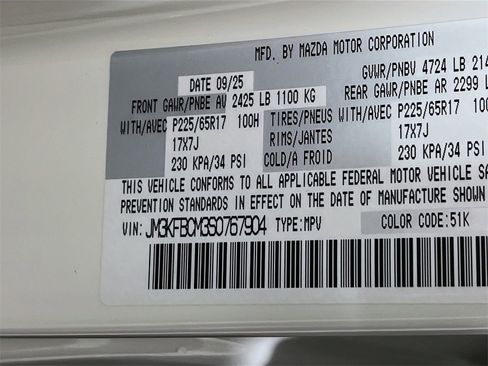 MFD. BY MAZDA MOTOR CORPORATION
DATE 09/25 GVWR/PNBV 4724 LB 214
FRONT GAWR/PNBE AV 2425 LB 1100 KG REAR GAWR/PNBE AR 2299 L
WITH/AVEC P225/65R17 100H TIRES/PNEUS WITH/AVEC P225/65R17
17X7J RIMS/JANTES 17X7J
230 KPA/34 PSI COLD/A FROID 230 KPA/34 PSI
THIS VEHICLE CONFORMS TO ALL APPLICABLE FEDERAL MOTOR VEHICLE SA
PREVENTION STANDARDS IN EFFECT ON THE DATE OF MANUFACTURE SHOWN
VIN: JM3KFBCM3S0767904 TYPE:MPV COLOR CODE:51K